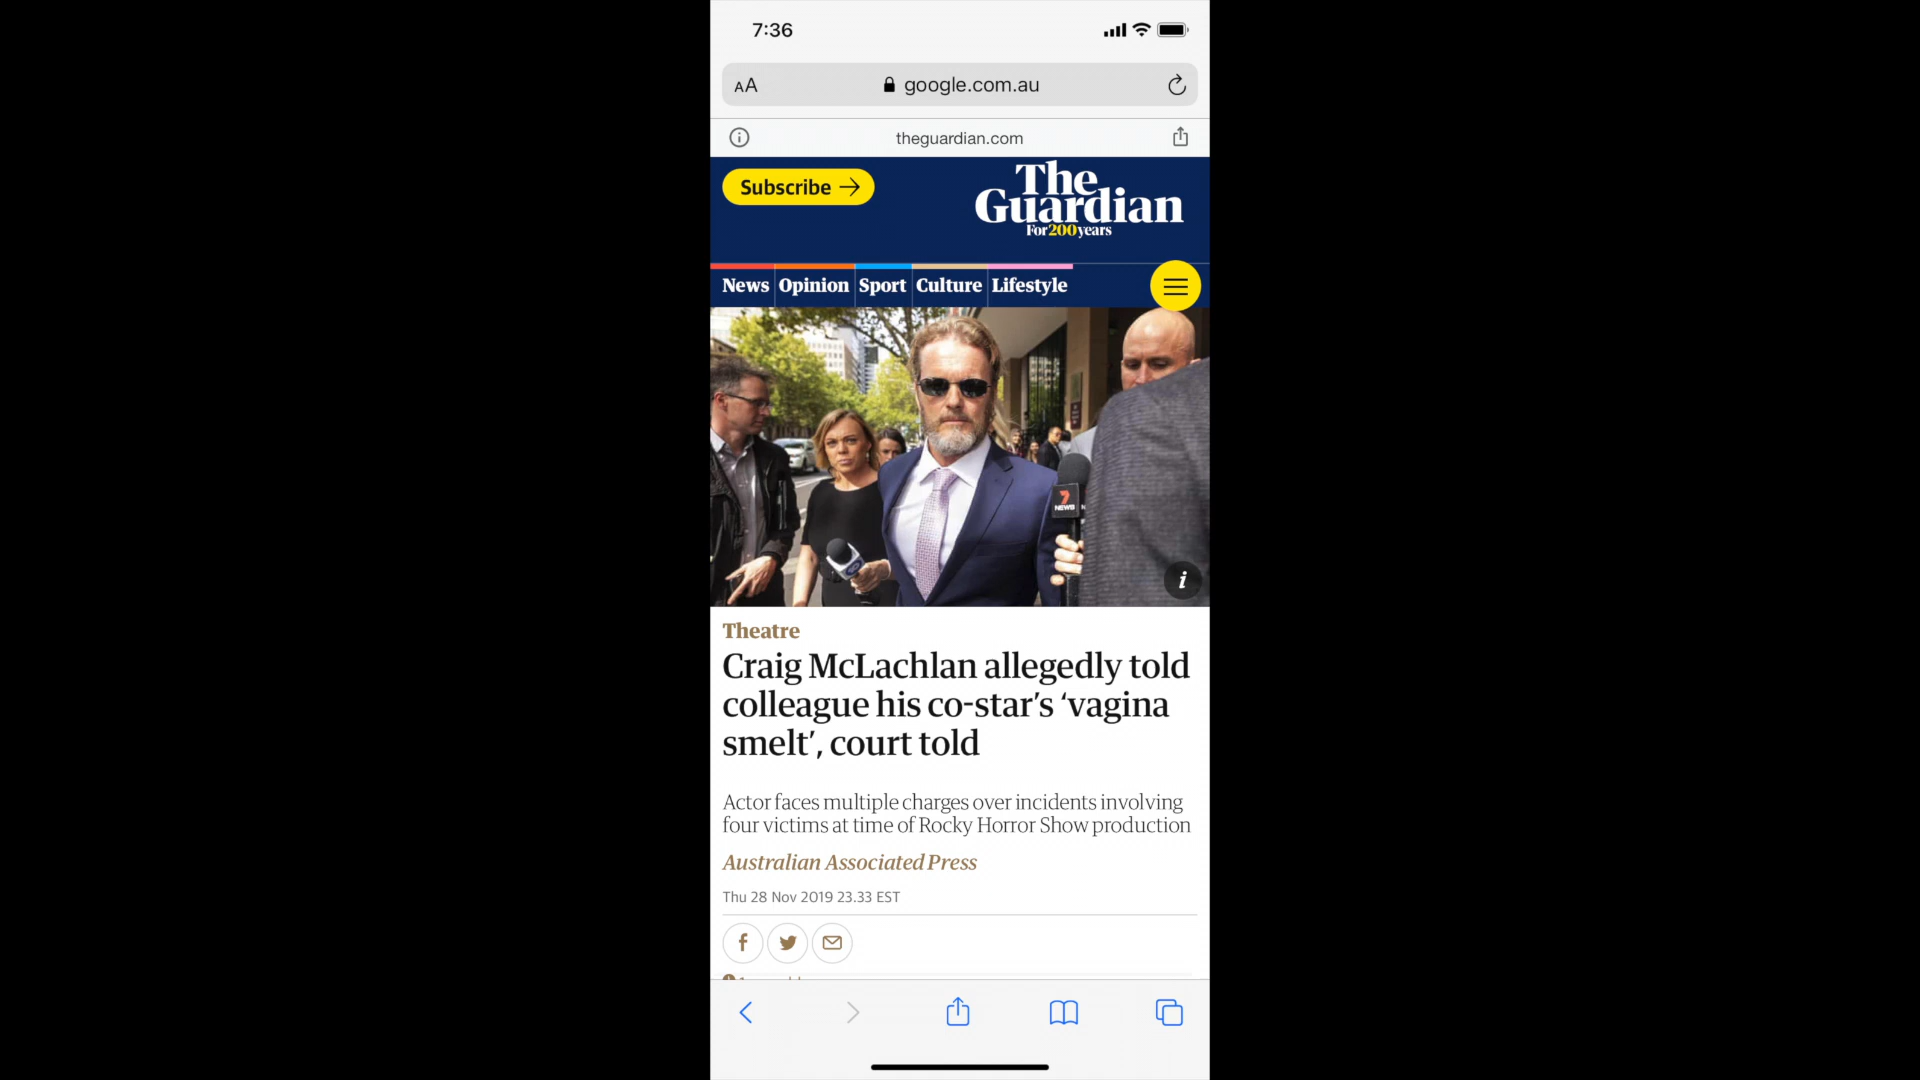 7:36
AA google.com.au
theguardian.com
Subscribe
The
Guardian
For 200 years
News Opinion Sport Culture Lifestyle
7
NEWS
i
Theatre
Craig McLachlan allegedly told
colleague his co-star's ‘vagina
smelt’, court told
Actor faces multiple charges over incidents involving
four victims at time of Rocky Horror Show production
Australian Associated Press
Thu 28 Nov 2019 23.33 EST